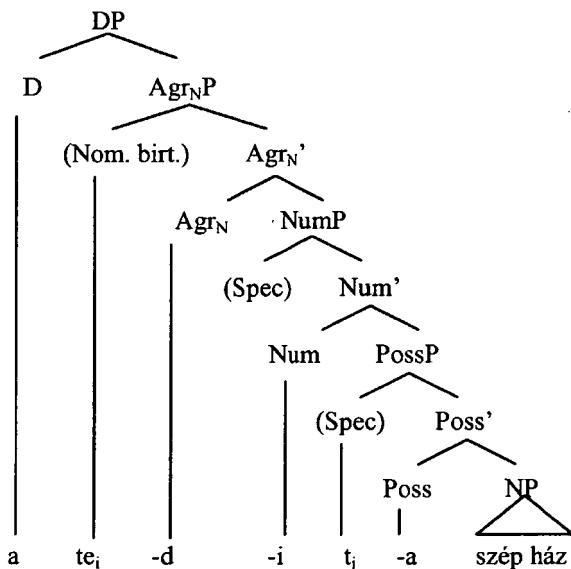 DP
D AgrNP
(Nom. birt.) AgrN'
AgrN NumP
(Spec) Num'
Num PossP
(Spec) Poss'
Poss NP
a tei -d -i ti -a szép ház